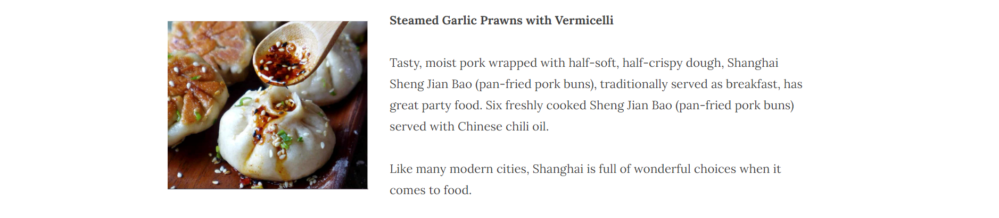 Steamed Garlic Prawns with Vermicelli
Tasty, moist pork wrapped with half-soft, half-crispy dough, Shanghai
Sheng Jian Bao (pan-fried pork buns), traditionally served as breakfast, has
great party food. Six freshly cooked Sheng Jian Bao (pan-fried pork buns)
served with Chinese chili oil.
Like many modern cities, Shanghai is full of wonderful choices when it
comes to food.